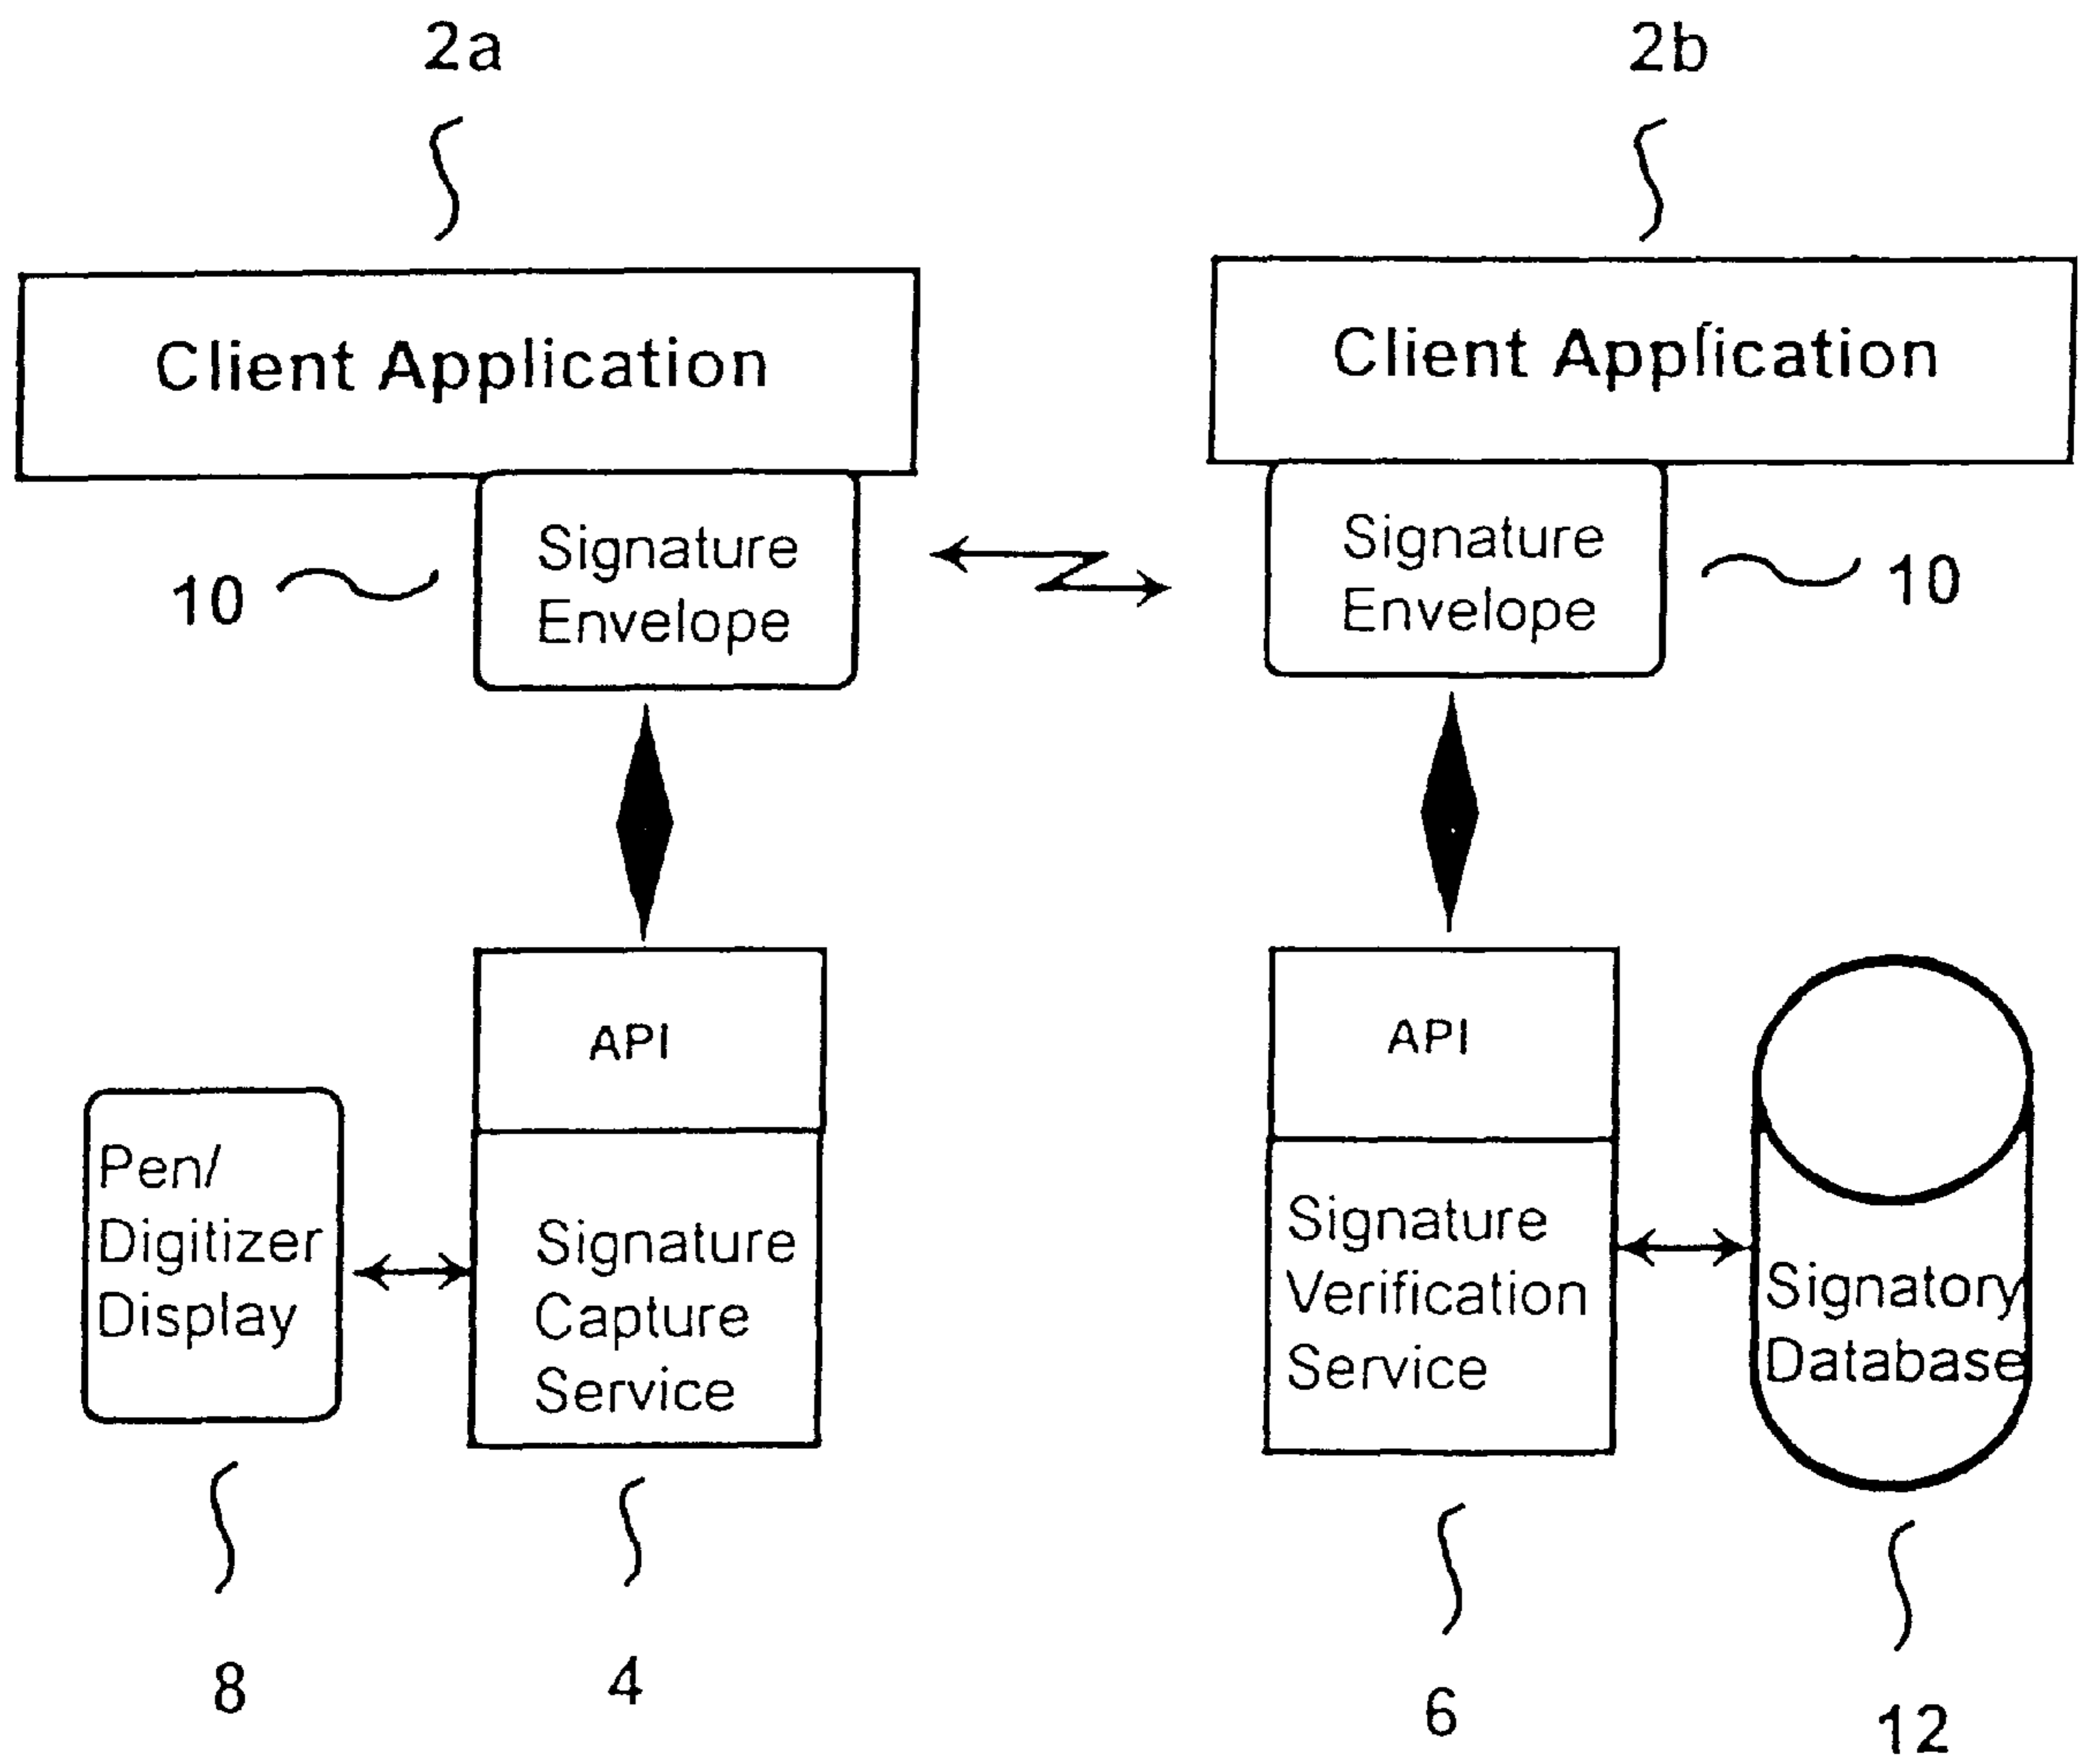 2a
2b
Client Application
Client Application
Signature
Envelope
10
Signature
Envelope
10
API
API
Pen/
Digitizer
Display
Signature
Capture
Service
Signature
Verification
Service
Signatory
Database
8
4
6
12